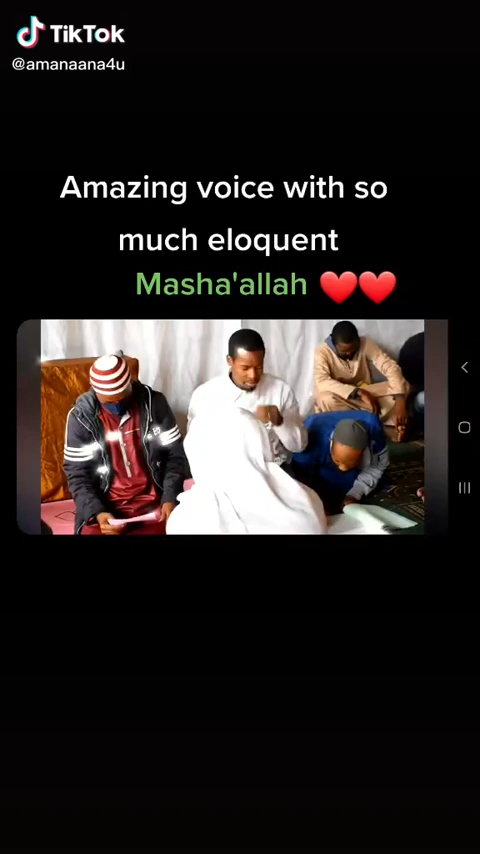 TikTok
@amanaana4u
Amazing voice with so
much eloquent
Masha'allah ❤️❤️